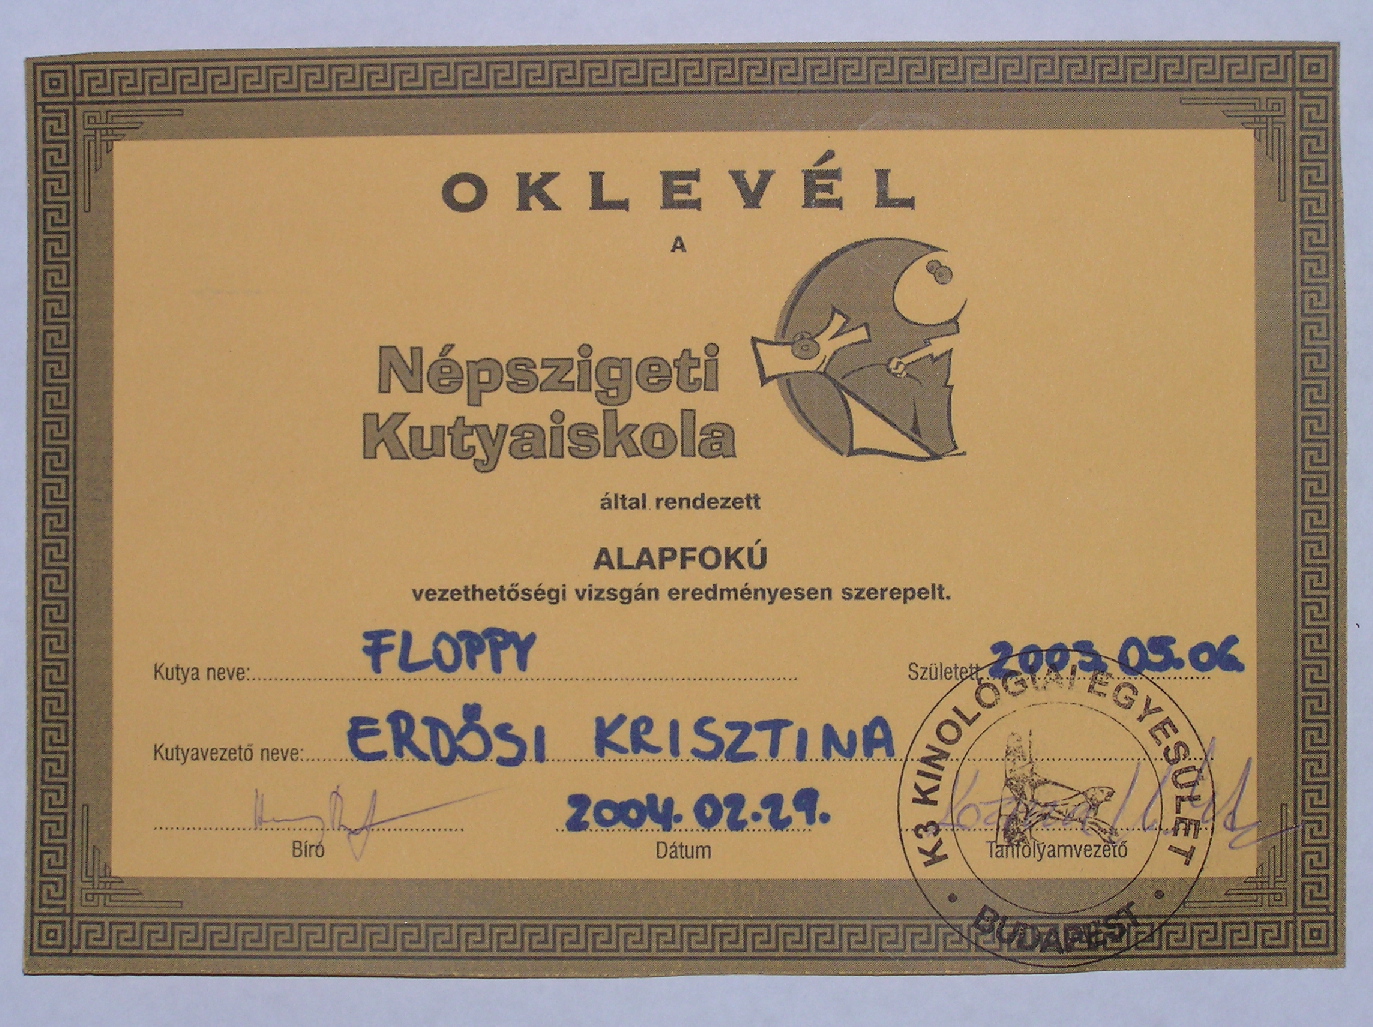 OKLEVÉL
A
Népszigeti
Kutyaiskola
által rendezett
ALAPFOKÚ
vezethetőségi vizsgán eredményesen szerepelt.
Kutya neve: FLOPPY
Született 2003.05.06.
Kutyavezető neve: ERDŐSI KRISZTINA
2004.02.29.
Bíró
Dátum
Tanfolyamvezető
K3 KINOLÓGIAI EGYESÜLET
BUDAPEST